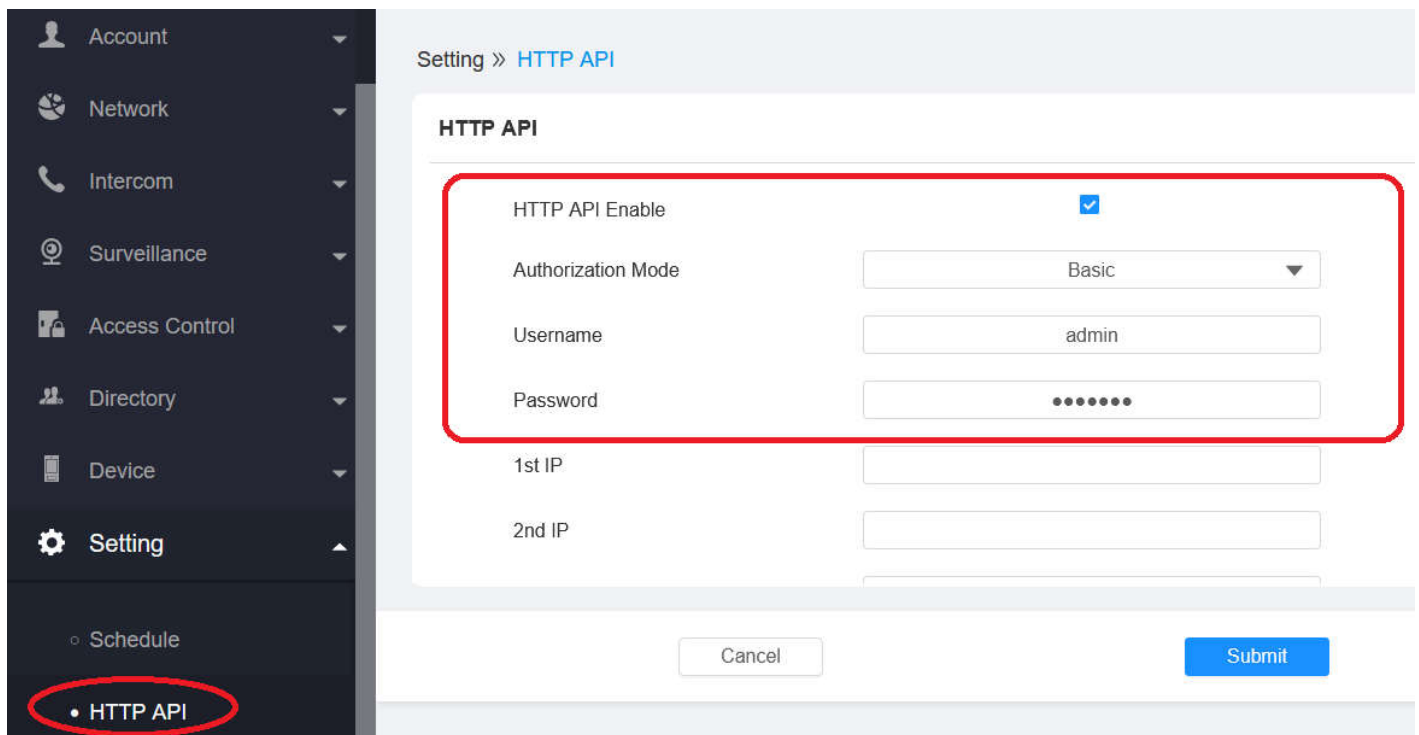 Account
Network
Intercom
Surveillance
Access Control
Directory
Device
Setting
Schedule
HTTP API
Setting » HTTP API
HTTP API
HTTP API Enable
Authorization Mode Basic
Username admin
Password •••••••
1st IP
2nd IP
Cancel Submit